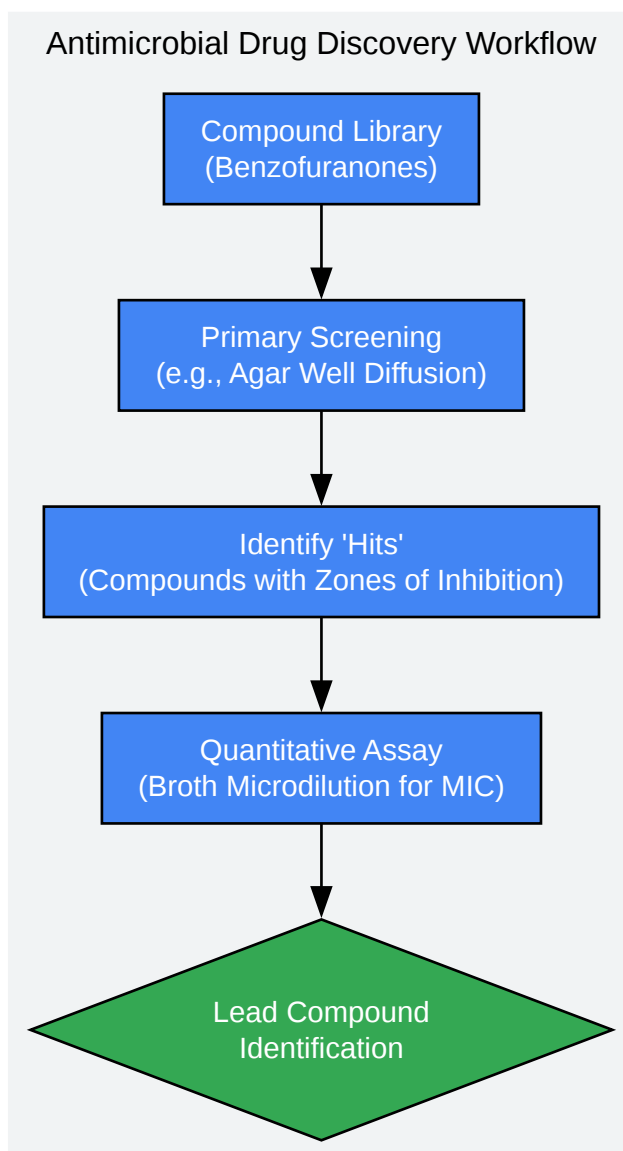 Antimicrobial Drug Discovery Workflow
Compound Library
(Benzofuranones)
Primary Screening
(e.g., Agar Well Diffusion)
Identify 'Hits'
(Compounds with Zones of Inhibition)
Quantitative Assay
(Broth Microdilution for MIC)
Lead Compound
Identification